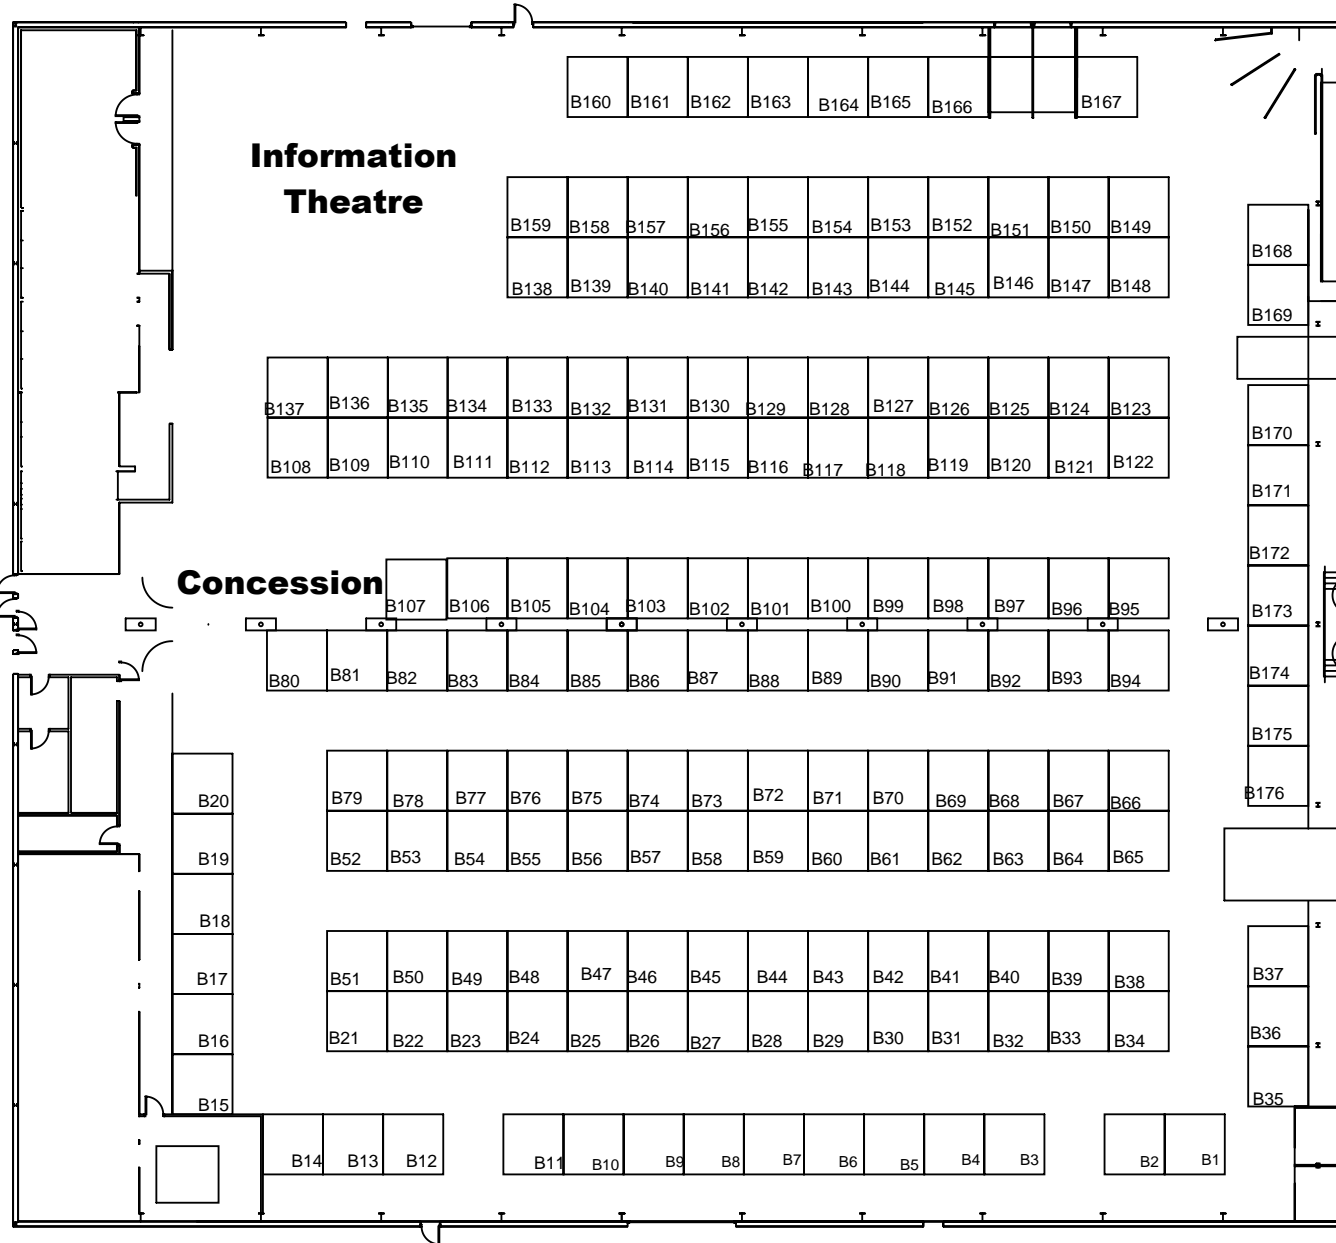 B160 B161 B162 B163 B164 B165 B166 B167
Information
Theatre
B159 B158 B157 B156 B155 B154 B153 B152 B151 B150 B149
B168
B138 B139 B140 B141 B142 B143 B144 B145 B146 B147 B148
B169
B137 B136 B135 B134 B133 B132 B131 B130 B129 B128 B127 B126 B125 B124 B123
B170
B108 B109 B110 B111 B112 B113 B114 B115 B116 B117 B118 B119 B120 B121 B122
B171
B172
Concession
B107 B106 B105 B104 B103 B102 B101 B100 B99 B98 B97 B96 B95
B173
B80 B81 B82 B83 B84 B85 B86 B87 B88 B89 B90 B91 B92 B93 B94
B174
B175
B20
B79 B78 B77 B76 B75 B74 B73 B72 B71 B70 B69 B68 B67 B66
B176
B19
B52 B53 B54 B55 B56 B57 B58 B59 B60 B61 B62 B63 B64 B65
B18
B17
B51 B50 B49 B48 B47 B46 B45 B44 B43 B42 B41 B40 B39 B38
B37
B16
B21 B22 B23 B24 B25 B26 B27 B28 B29 B30 B31 B32 B33 B34
B36
B15
B35
B14 B13 B12 B11 B10 B9 B8 B7 B6 B5 B4 B3 B2 B1